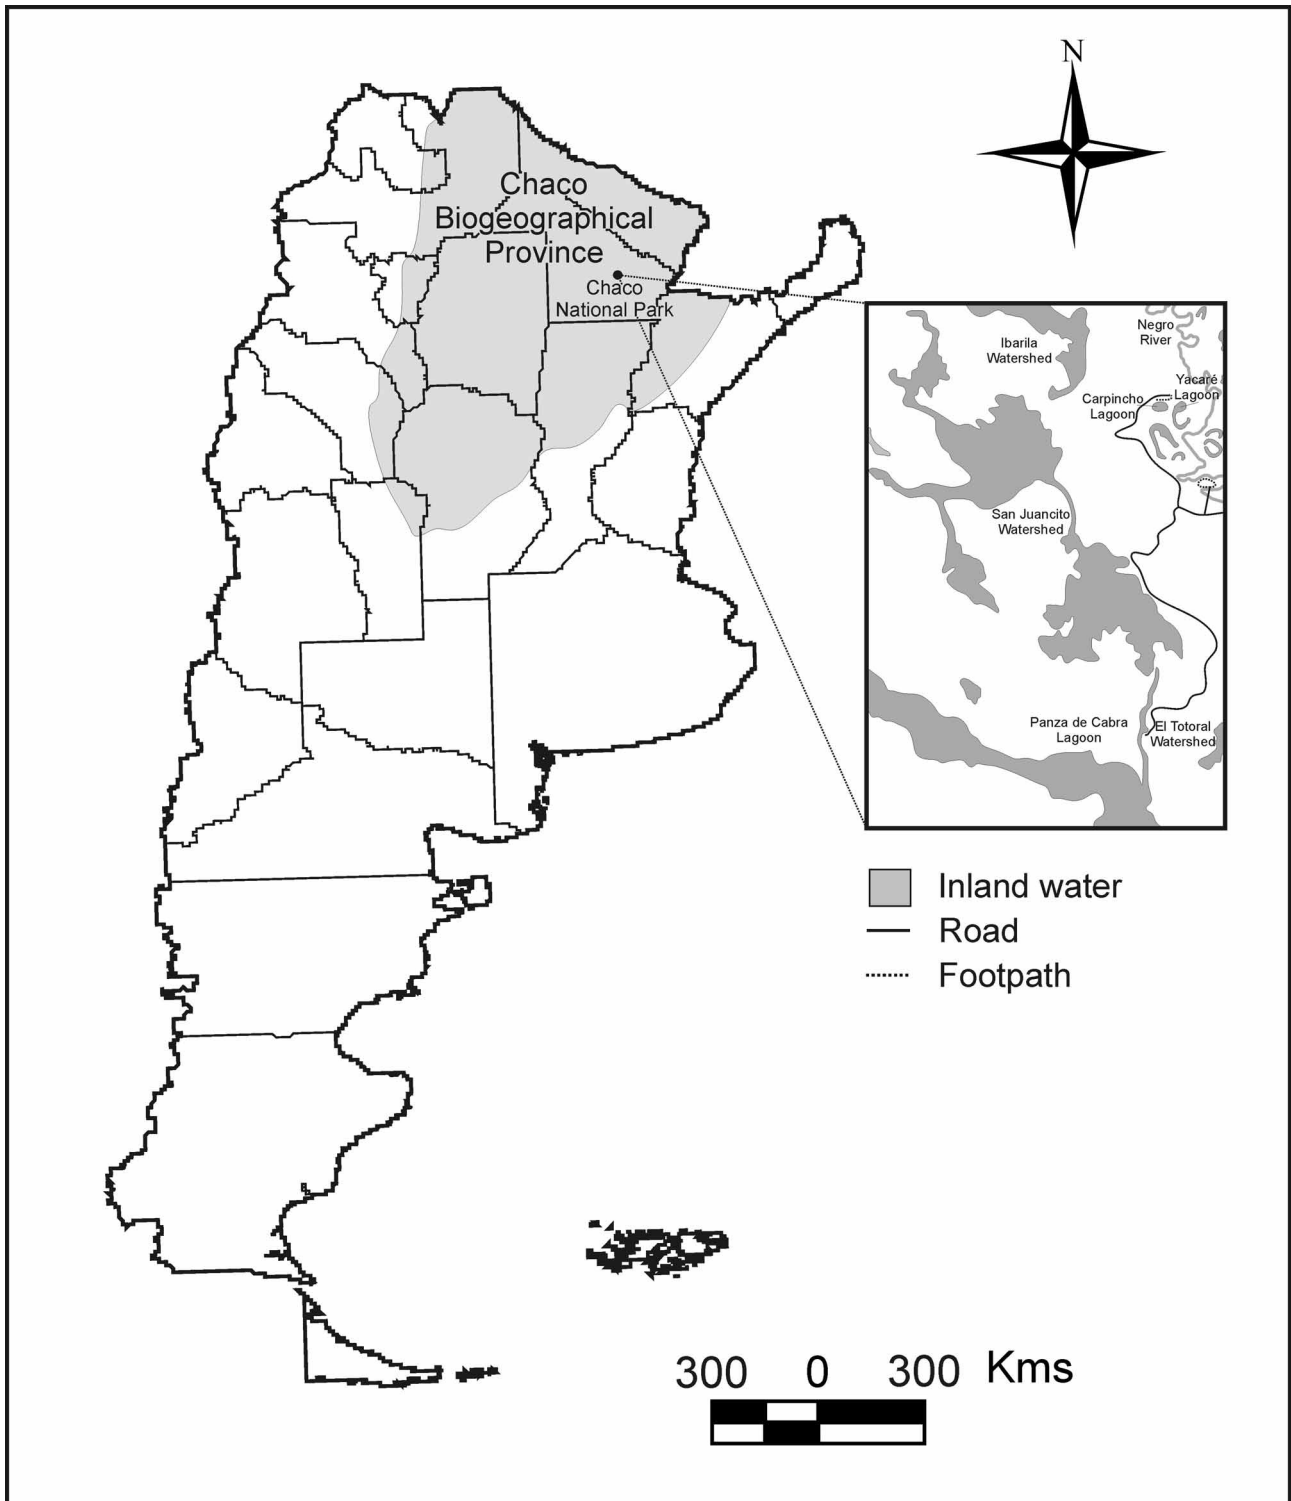 N
Chaco
Biogeographical
Province
Chaco
National Park
Negro
River
Ibarila
Watershed
Yacaré
Lagoon
Carpincho
Lagoon
San Juancito
Watershed
Panza de Cabra
Lagoon
El Totoral
Watershed
Inland water
Road
Footpath
300 0 300 Kms